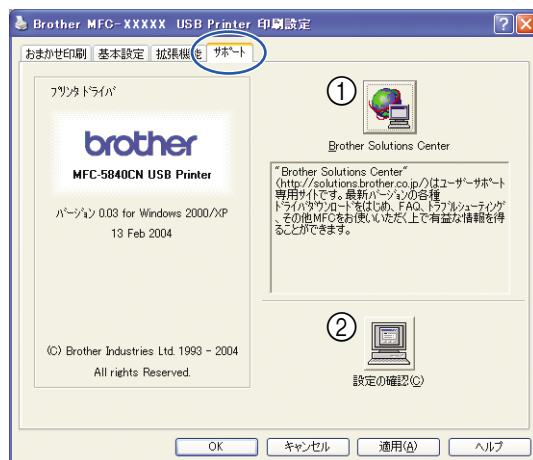 Brother MFC-XXXXX USB Printer 印刷設定
おまかせ印刷 基本設定 拡張機能 サポート
プリンタ ドライバ
brother
MFC-5840CN USB Printer
バージョン 0.03 for Windows 2000/XP
13 Feb 2004
(C) Brother Industries Ltd. 1993 - 2004
All rights Reserved.
①
Brother Solutions Center
"Brother Solutions Center"
(http://solutions.brother.co.jp/)はユーザーサポート
専用サイトです。最新バージョンの各種
ドライバダウンロードをはじめ、FAQ、トラブルシューティング
、その他MFCをお使いいただく上で有益な情報を得
ることができます。
②
設定の確認(C)
OK キャンセル 適用(A) ヘルプ